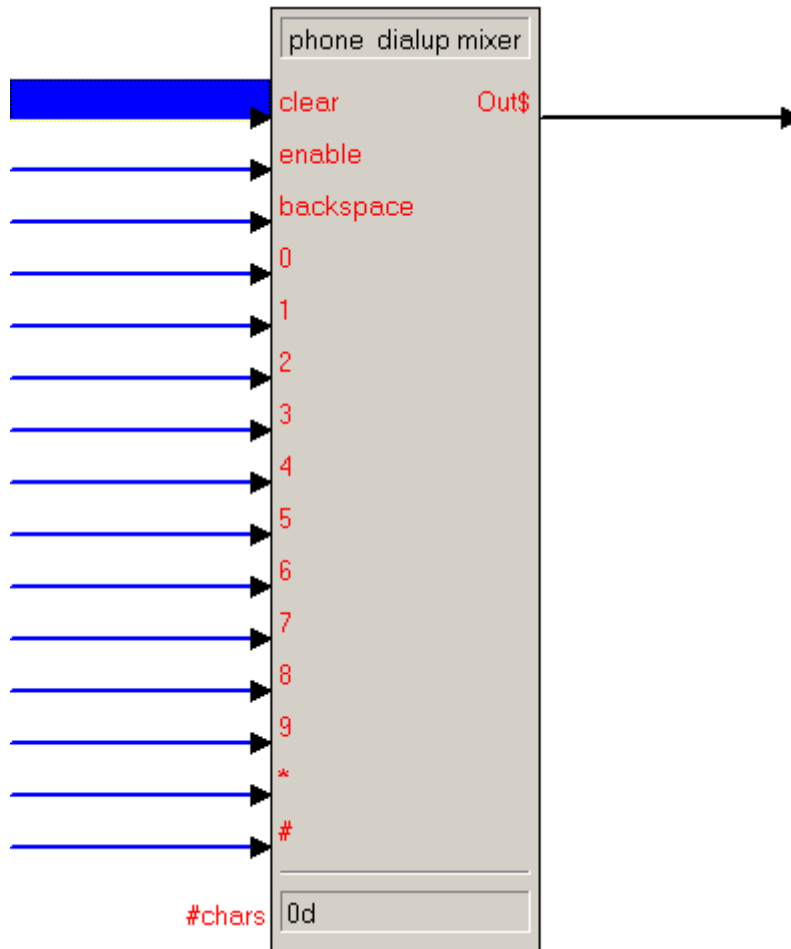 phone dialup mixer
clear Out$
enable
backspace
0
1
2
3
4
5
6
7
8
9
*
#
#chars 0d